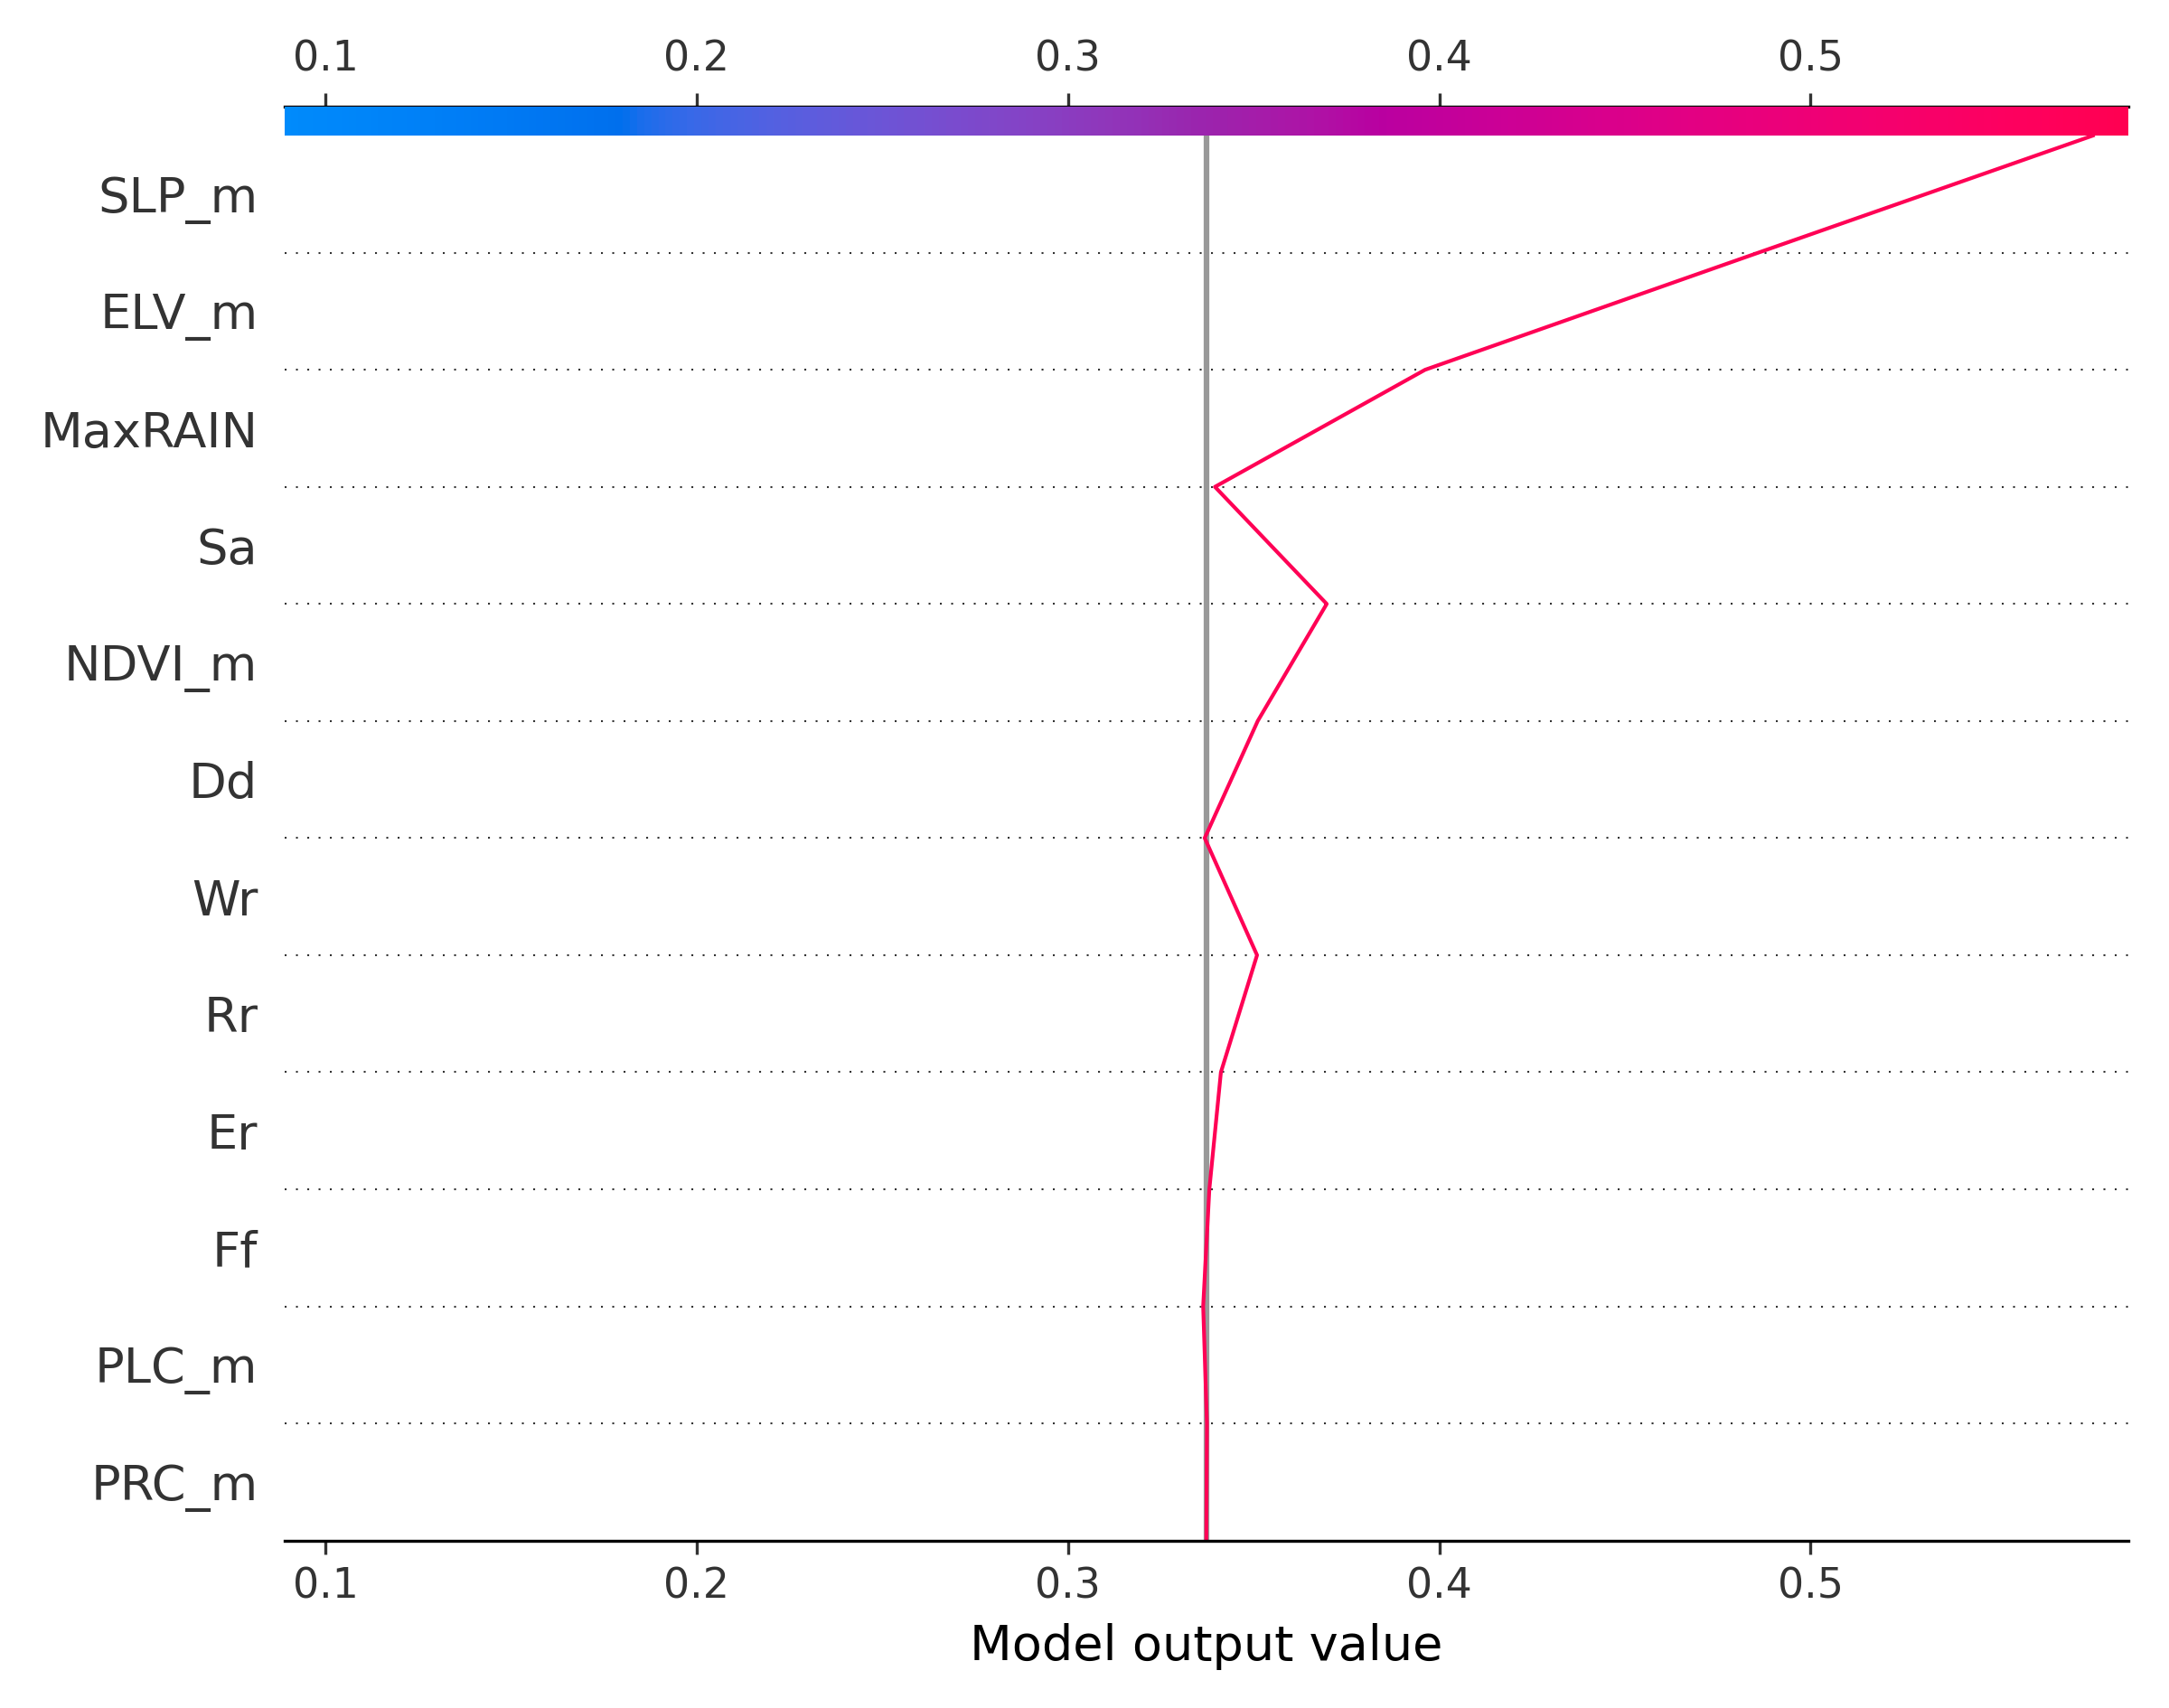 0.1 0.2 0.3 0.4 0.5
SLP_m
ELV_m
MaxRAIN
Sa
NDVI_m
Dd
Wr
Rr
Er
Ff
PLC_m
PRC_m
0.1 0.2 0.3 0.4 0.5
Model output value